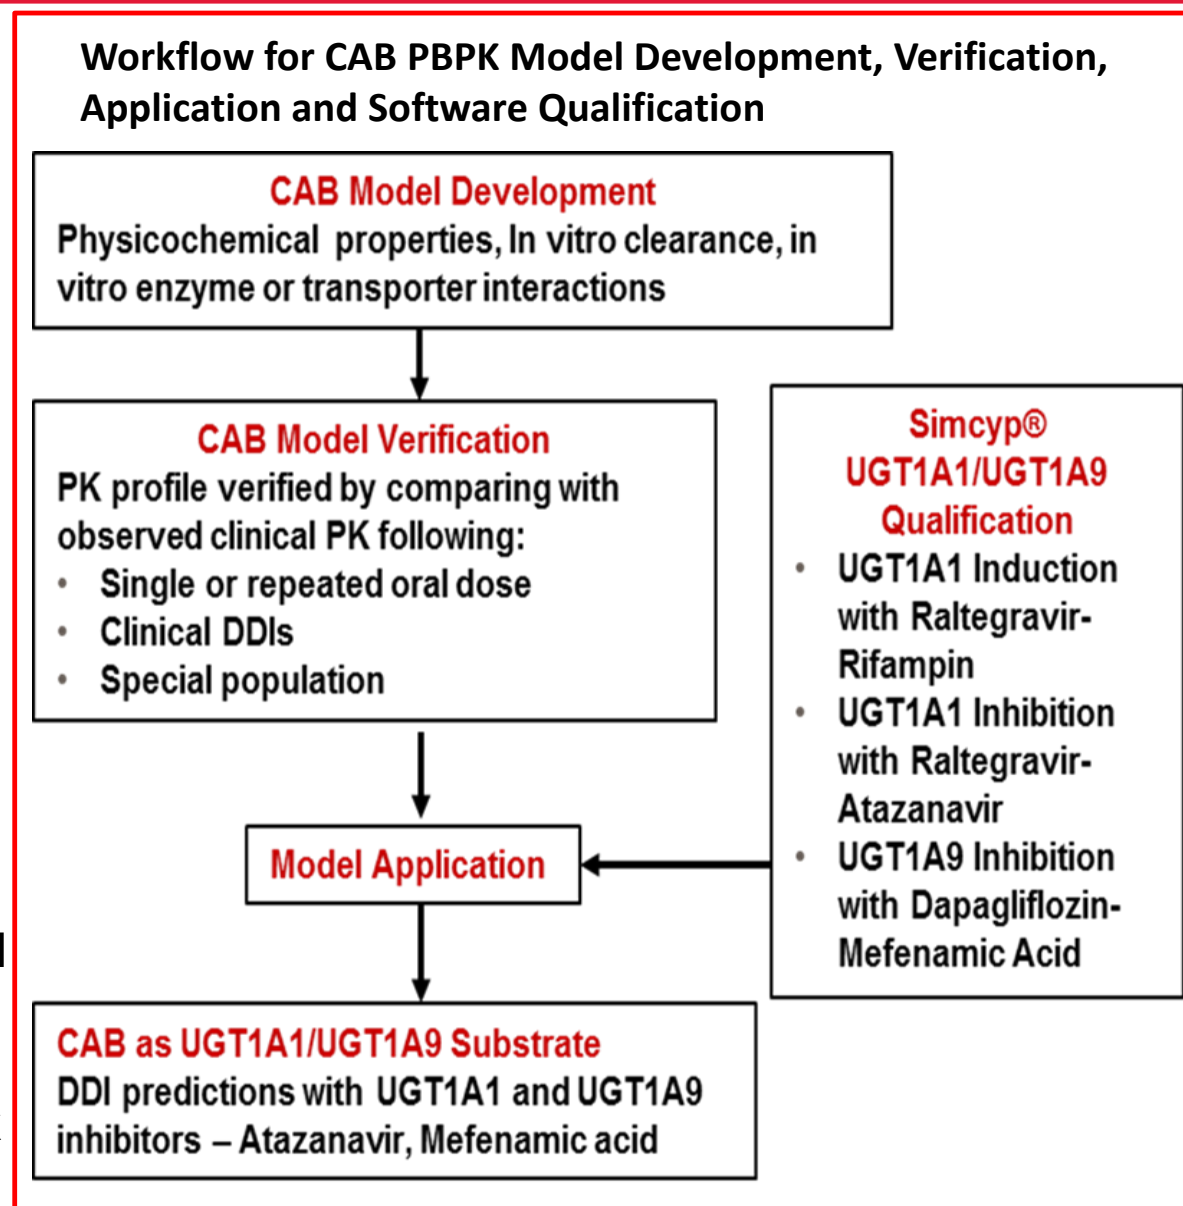 Workflow for CAB PBPK Model Development, Verification,
Application and Software Qualification
CAB Model Development
Physicochemical properties, In vitro clearance, in
vitro enzyme or transporter interactions
CAB Model Verification
PK profile verified by comparing with
observed clinical PK following:
• Single or repeated oral dose
• Clinical DDIs
• Special population
Simcyp®
UGT1A1/UGT1A9
Qualification
• UGT1A1 Induction
with Raltegravir-
Rifampin
• UGT1A1 Inhibition
with Raltegravir-
Atazanavir
• UGT1A9 Inhibition
with Dapagliflozin-
Mefenamic Acid
Model Application
CAB as UGT1A1/UGT1A9 Substrate
DDI predictions with UGT1A1 and UGT1A9
inhibitors – Atazanavir, Mefenamic acid